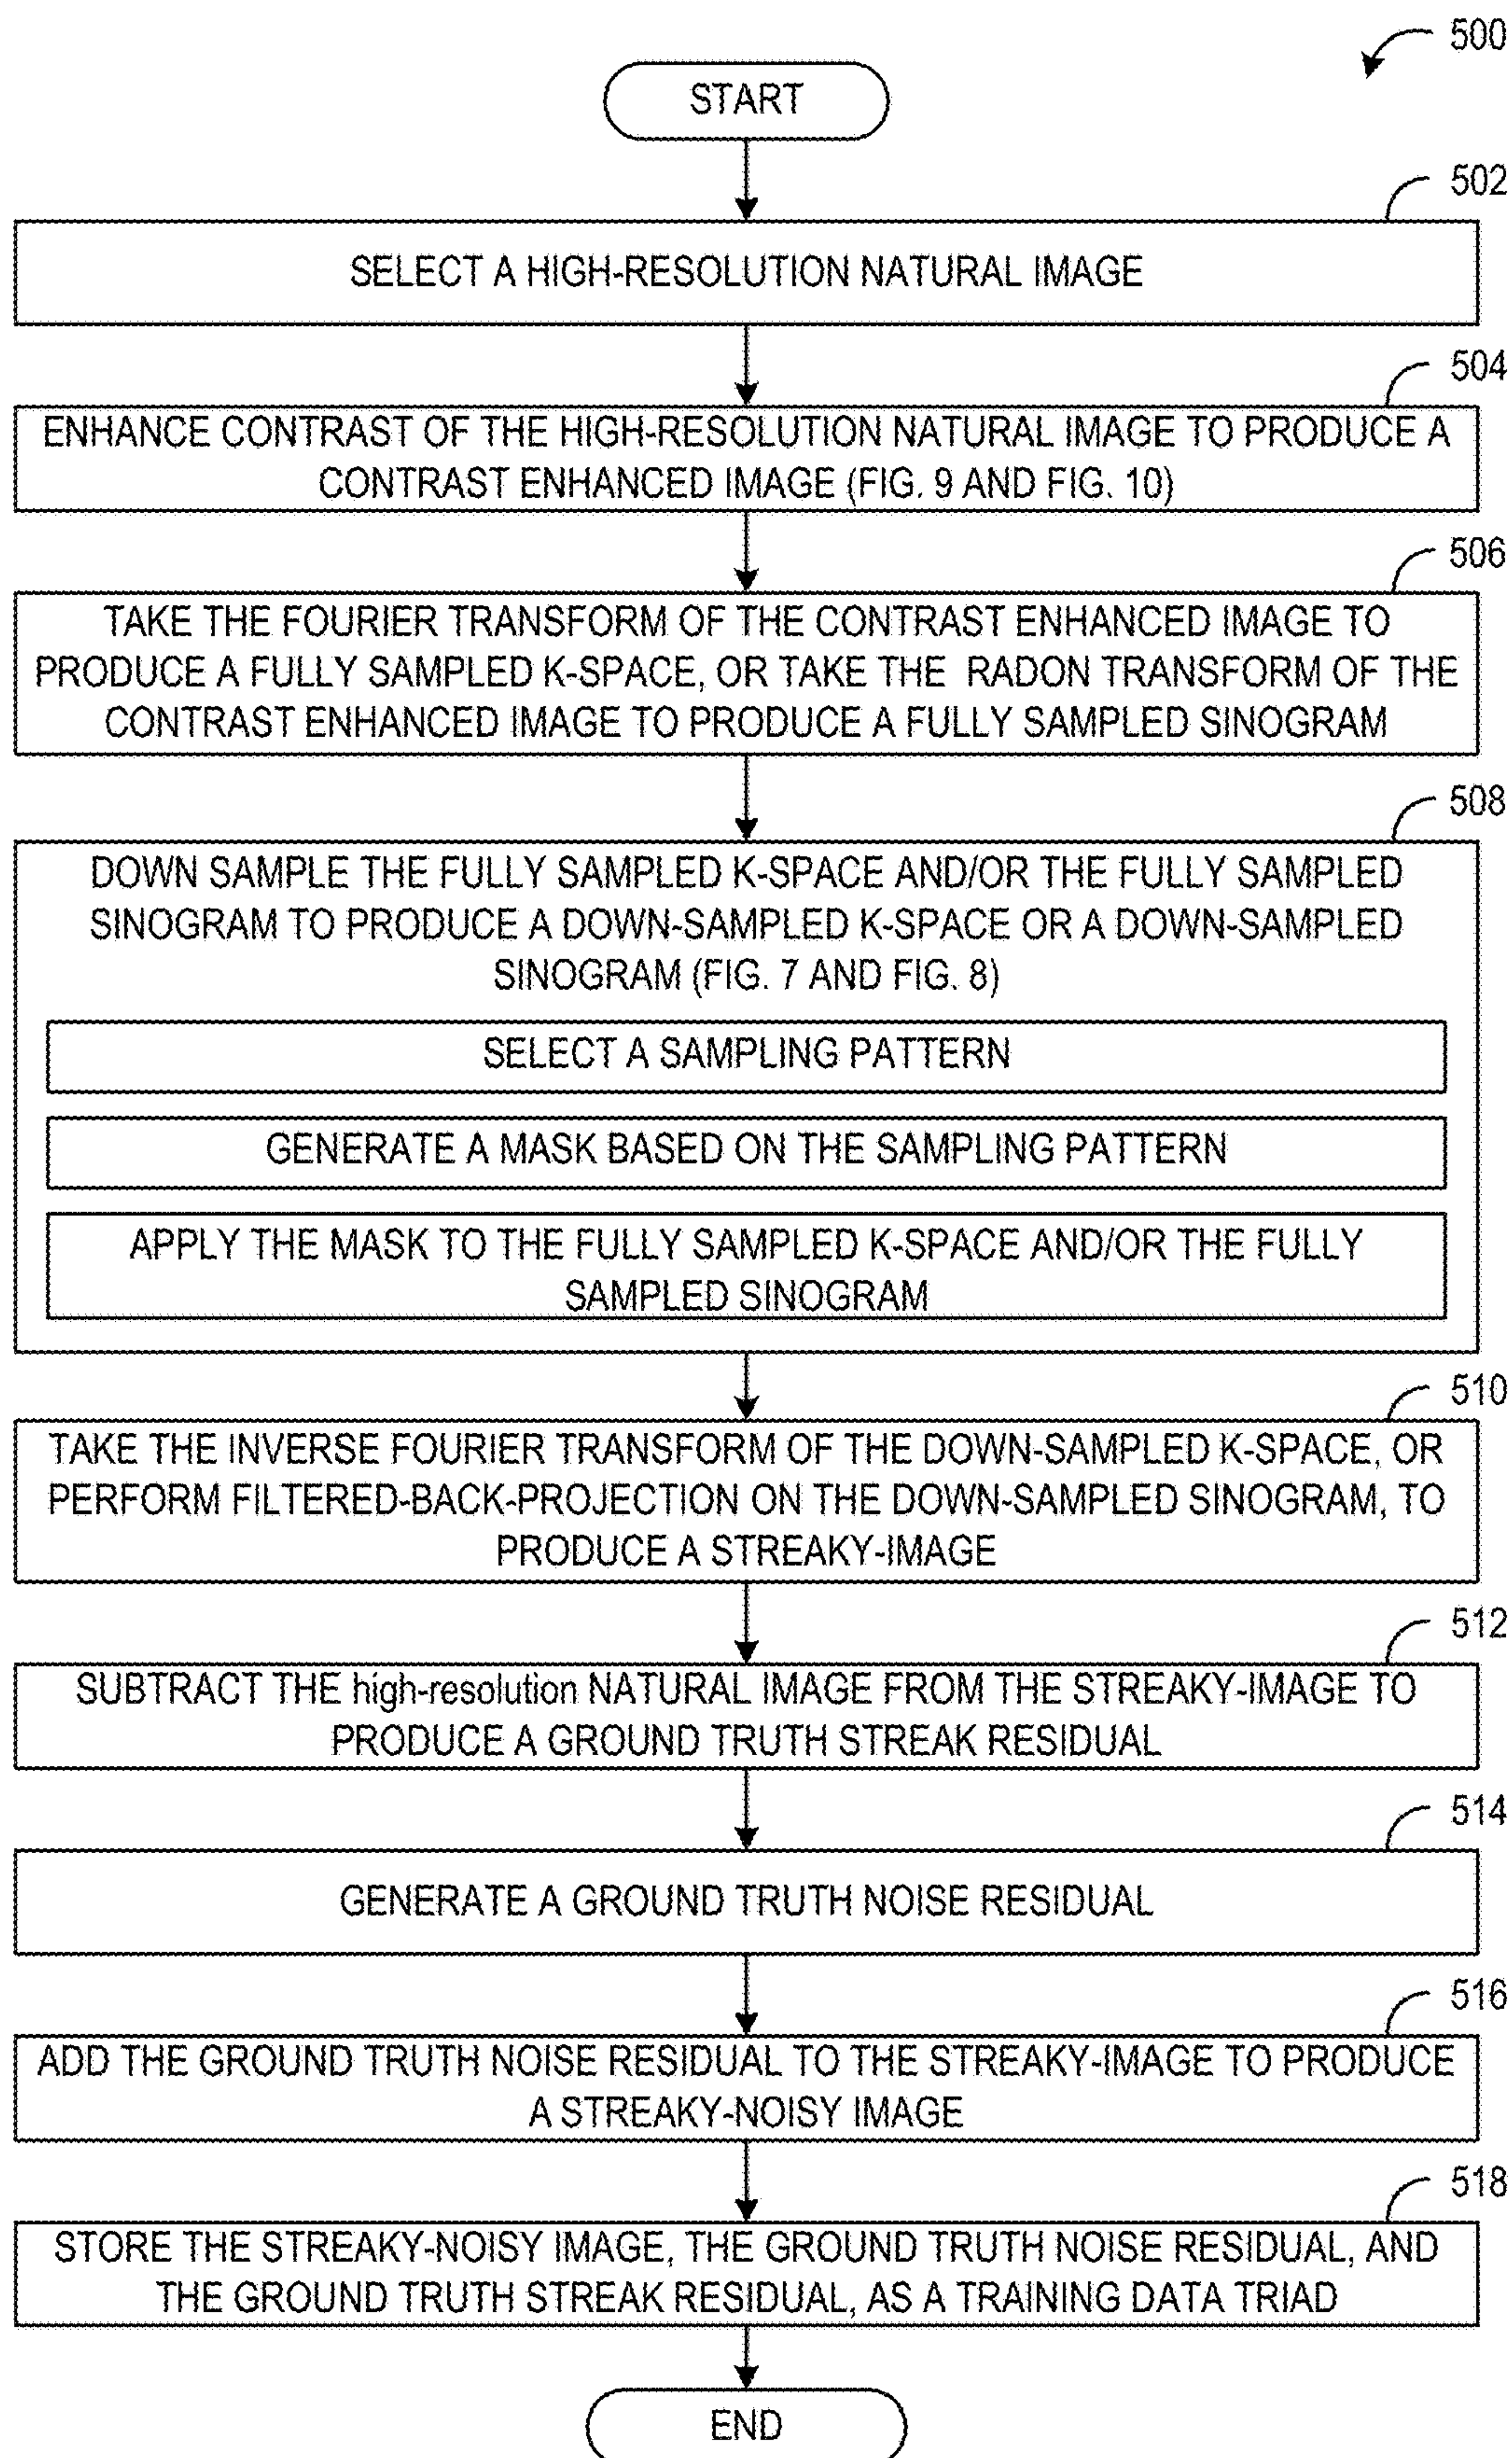 500
START
502
SELECT A HIGH-RESOLUTION NATURAL IMAGE
504
ENHANCE CONTRAST OF THE HIGH-RESOLUTION NATURAL IMAGE TO PRODUCE A
CONTRAST ENHANCED IMAGE (FIG. 9 AND FIG. 10)
506
TAKE THE FOURIER TRANSFORM OF THE CONTRAST ENHANCED IMAGE TO
PRODUCE A FULLY SAMPLED K-SPACE, OR TAKE THE RADON TRANSFORM OF THE
CONTRAST ENHANCED IMAGE TO PRODUCE A FULLY SAMPLED SINOGRAM
508
DOWN SAMPLE THE FULLY SAMPLED K-SPACE AND/OR THE FULLY SAMPLED
SINOGRAM TO PRODUCE A DOWN-SAMPLED K-SPACE OR A DOWN-SAMPLED
SINOGRAM (FIG. 7 AND FIG. 8)
SELECT A SAMPLING PATTERN
GENERATE A MASK BASED ON THE SAMPLING PATTERN
APPLY THE MASK TO THE FULLY SAMPLED K-SPACE AND/OR THE FULLY
SAMPLED SINOGRAM
510
TAKE THE INVERSE FOURIER TRANSFORM OF THE DOWN-SAMPLED K-SPACE, OR
PERFORM FILTERED-BACK-PROJECTION ON THE DOWN-SAMPLED SINOGRAM, TO
PRODUCE A STREAKY-IMAGE
512
SUBTRACT THE high-resolution NATURAL IMAGE FROM THE STREAKY-IMAGE TO
PRODUCE A GROUND TRUTH STREAK RESIDUAL
514
GENERATE A GROUND TRUTH NOISE RESIDUAL
516
ADD THE GROUND TRUTH NOISE RESIDUAL TO THE STREAKY-IMAGE TO PRODUCE
A STREAKY-NOISY IMAGE
518
STORE THE STREAKY-NOISY IMAGE, THE GROUND TRUTH NOISE RESIDUAL, AND
THE GROUND TRUTH STREAK RESIDUAL, AS A TRAINING DATA TRIAD
END